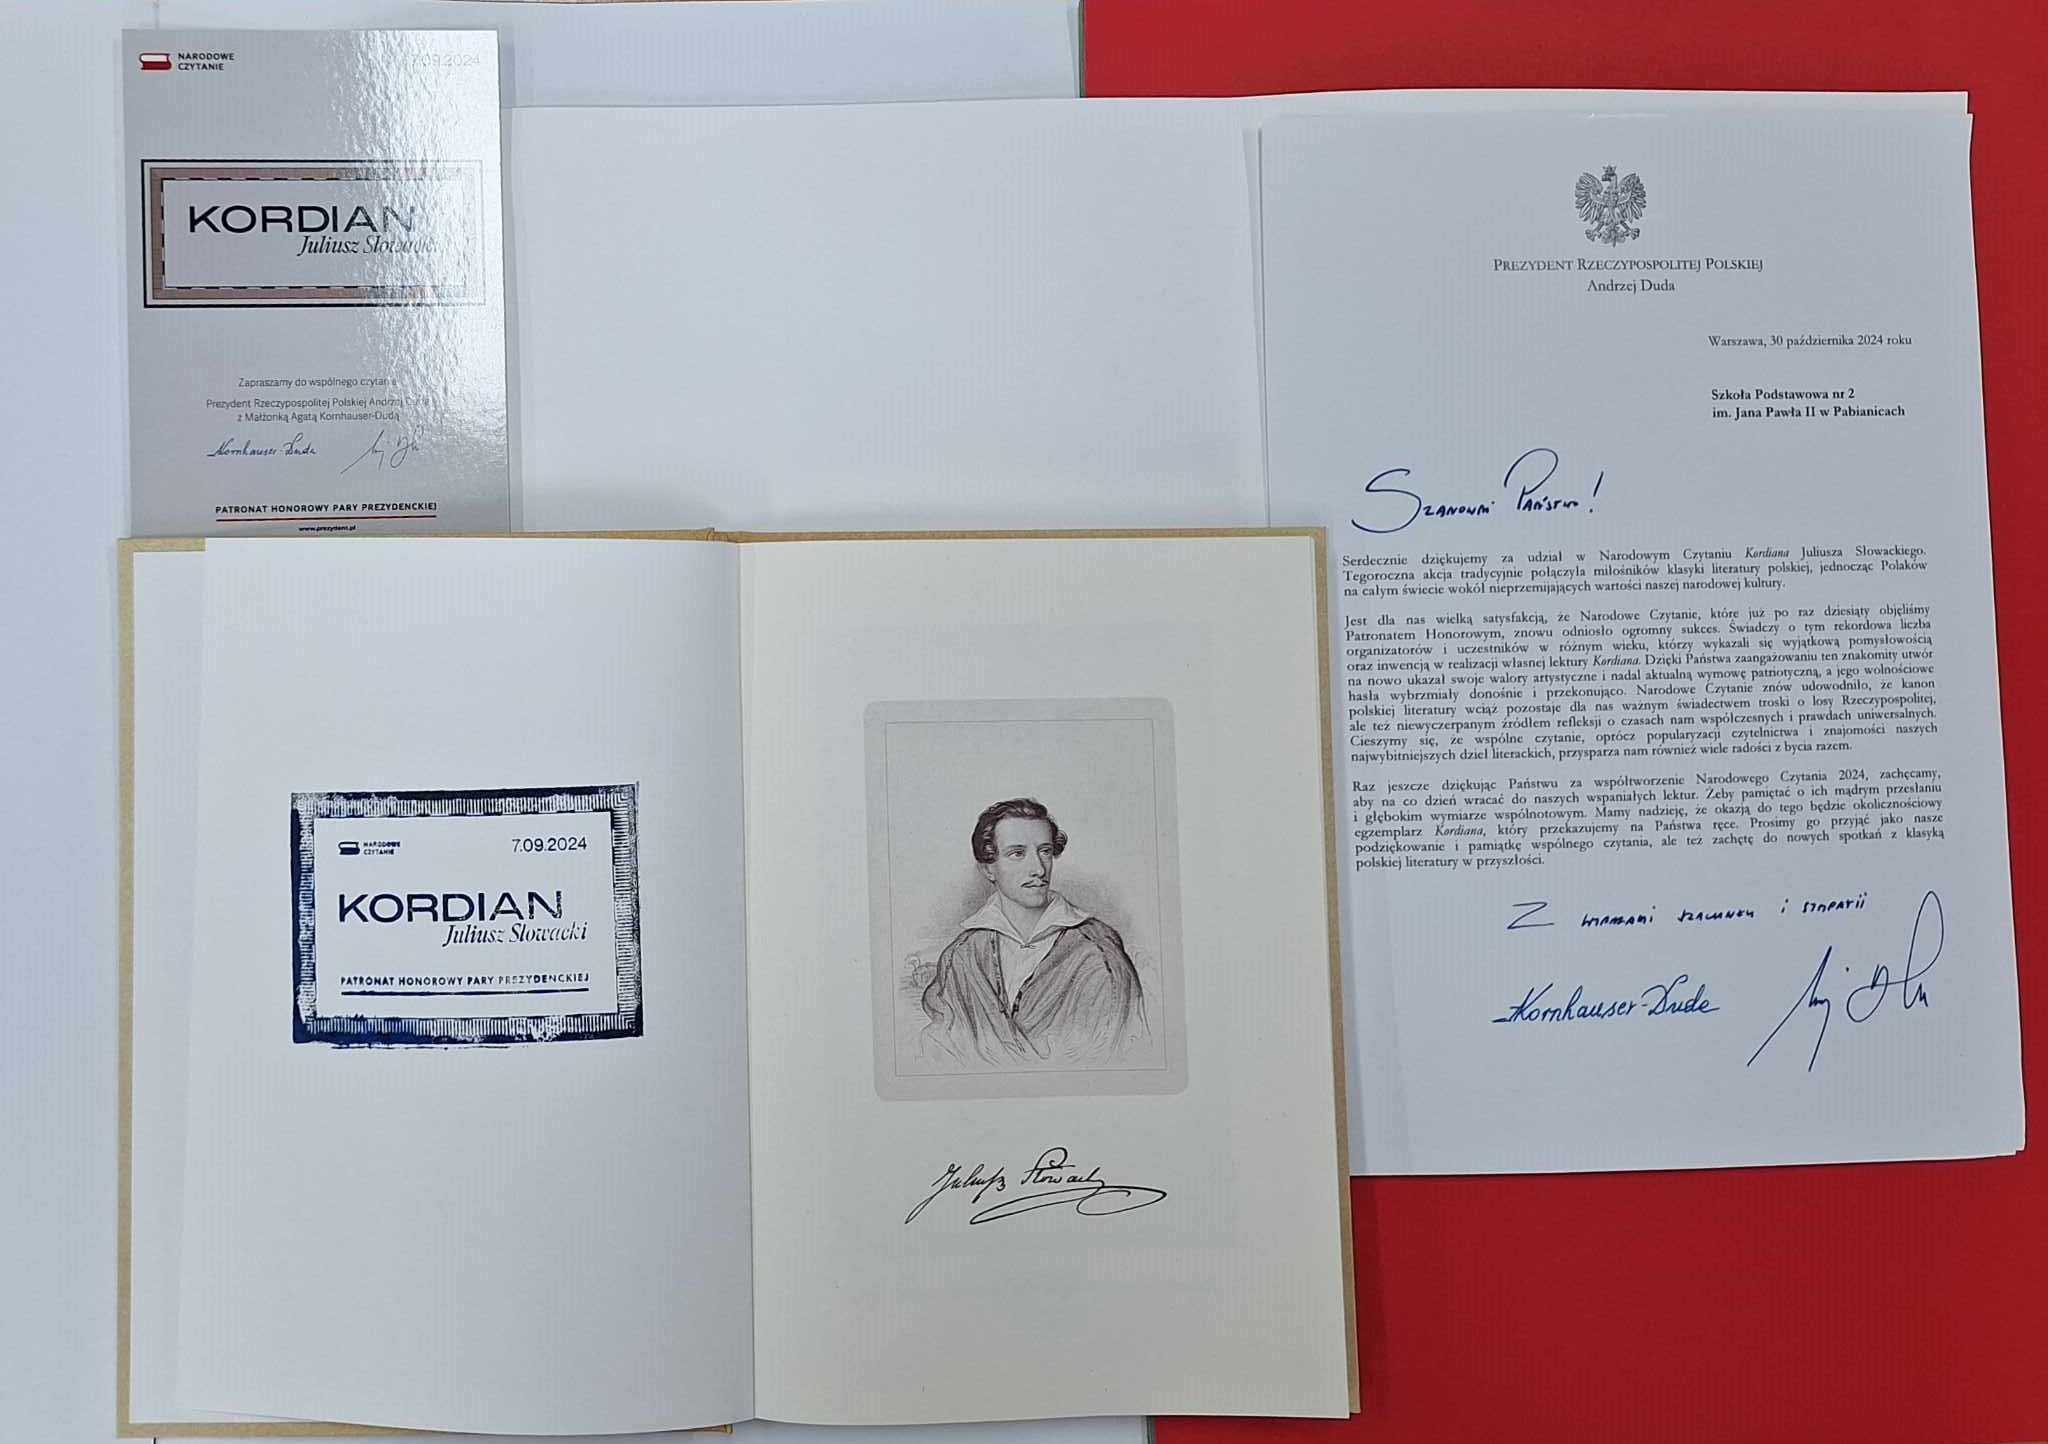 NARODOWE
CZYTANIE
7.09.2024
KORDIAN
Juliusz Słowacki
Zapraszamy do wspólnego czytania
Prezydent Rzeczypospolitej Polskiej Andrzej Duda
z Małżonką Agatą Kornhauser-Dudą
Kornhauser-Duda
PATRONAT HONOROWY PARY PREZYDENCKIEJ
www.prezydent.pl
NARODOWE
CZYTANIE
7.09.2024
KORDIAN
Juliusz Słowacki
PATRONAT HONOROWY PARY PREZYDENCKIEJ
Juliusz Słowacki
PREZYDENT RZECZYPOSPOLITEJ POLSKIEJ
Andrzej Duda
Warszawa, 30 października 2024 roku
Szkoła Podstawowa nr 2
im. Jana Pawła II w Pabianicach
Szanowni Państwo!
Serdecznie dziękujemy za udział w Narodowym Czytaniu Kordiana Juliusza Słowackiego.
Tegoroczna akcja tradycyjnie połączyła miłośników klasyki literatury polskiej, jednocząc Polaków
na całym świecie wokół nieprzemijających wartości naszej narodowej kultury.
Jest dla nas wielką satysfakcją, że Narodowe Czytanie, które już po raz dziesiąty objęliśmy
Patronatem Honorowym, znowu odniosło ogromny sukces. Świadczy o tym rekordowa liczba
organizatorów i uczestników w różnym wieku, którzy wykazali się wyjątkową pomysłowością
oraz inwencją w realizacji własnej lektury Kordiana. Dzięki Państwa zaangażowaniu ten znakomity utwór
na nowo ukazał swoje walory artystyczne i nadal aktualną wymowę patriotyczną, a jego wolnościowe
hasła wybrzmiały donośnie i przekonująco. Narodowe Czytanie znów udowodniło, że kanon
polskiej literatury wciąż pozostaje dla nas ważnym świadectwem troski o losy Rzeczypospolitej,
ale też niewyczerpanym źródłem refleksji o czasach nam współczesnych i prawdach uniwersalnych.
Cieszymy się, że wspólne czytanie, oprócz popularyzacji czytelnictwa i znajomości naszych
najwybitniejszych dzieł literackich, przysparza nam również wiele radości z bycia razem.
Raz jeszcze dziękując Państwu za współtworzenie Narodowego Czytania 2024, zachęcamy,
aby na co dzień wracać do naszych wspaniałych lektur. Żeby pamiętać o ich mądrym przesłaniu
i głębokim wymiarze wspólnotowym. Mamy nadzieję, że okazją do tego będzie okolicznościowy
egzemplarz Kordiana, który przekazujemy na Państwa ręce. Prosimy go przyjąć jako nasze
podziękowanie i pamiątkę wspólnego czytania, ale też zachętę do nowych spotkań z klasyką
polskiej literatury w przyszłości.
Z wyrazami szacunku i sympatii
Kornhauser-Duda